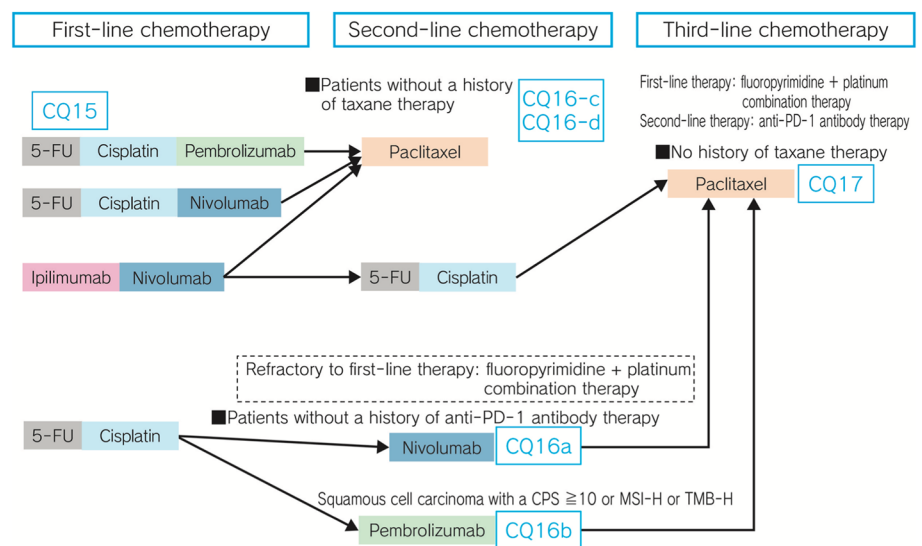 First-line chemotherapy
Second-line chemotherapy
Third-line chemotherapy
CQ15
■Patients without a history
of taxane therapy
CQ16-c
CQ16-d
First-line therapy: fluoropyrimidine + platinum
combination therapy
Second-line therapy: anti-PD-1 antibody therapy
■No history of taxane therapy
5-FU Cisplatin Pembrolizumab
Paclitaxel
Paclitaxel
CQ17
5-FU Cisplatin Nivolumab
Ipilimumab Nivolumab
5-FU Cisplatin
Refractory to first-line therapy: fluoropyrimidine + platinum
combination therapy
■Patients without a history of anti-PD-1 antibody therapy
5-FU Cisplatin
Nivolumab
CQ16a
Squamous cell carcinoma with a CPS ≧10 or MSI-H or TMB-H
Pembrolizumab
CQ16b